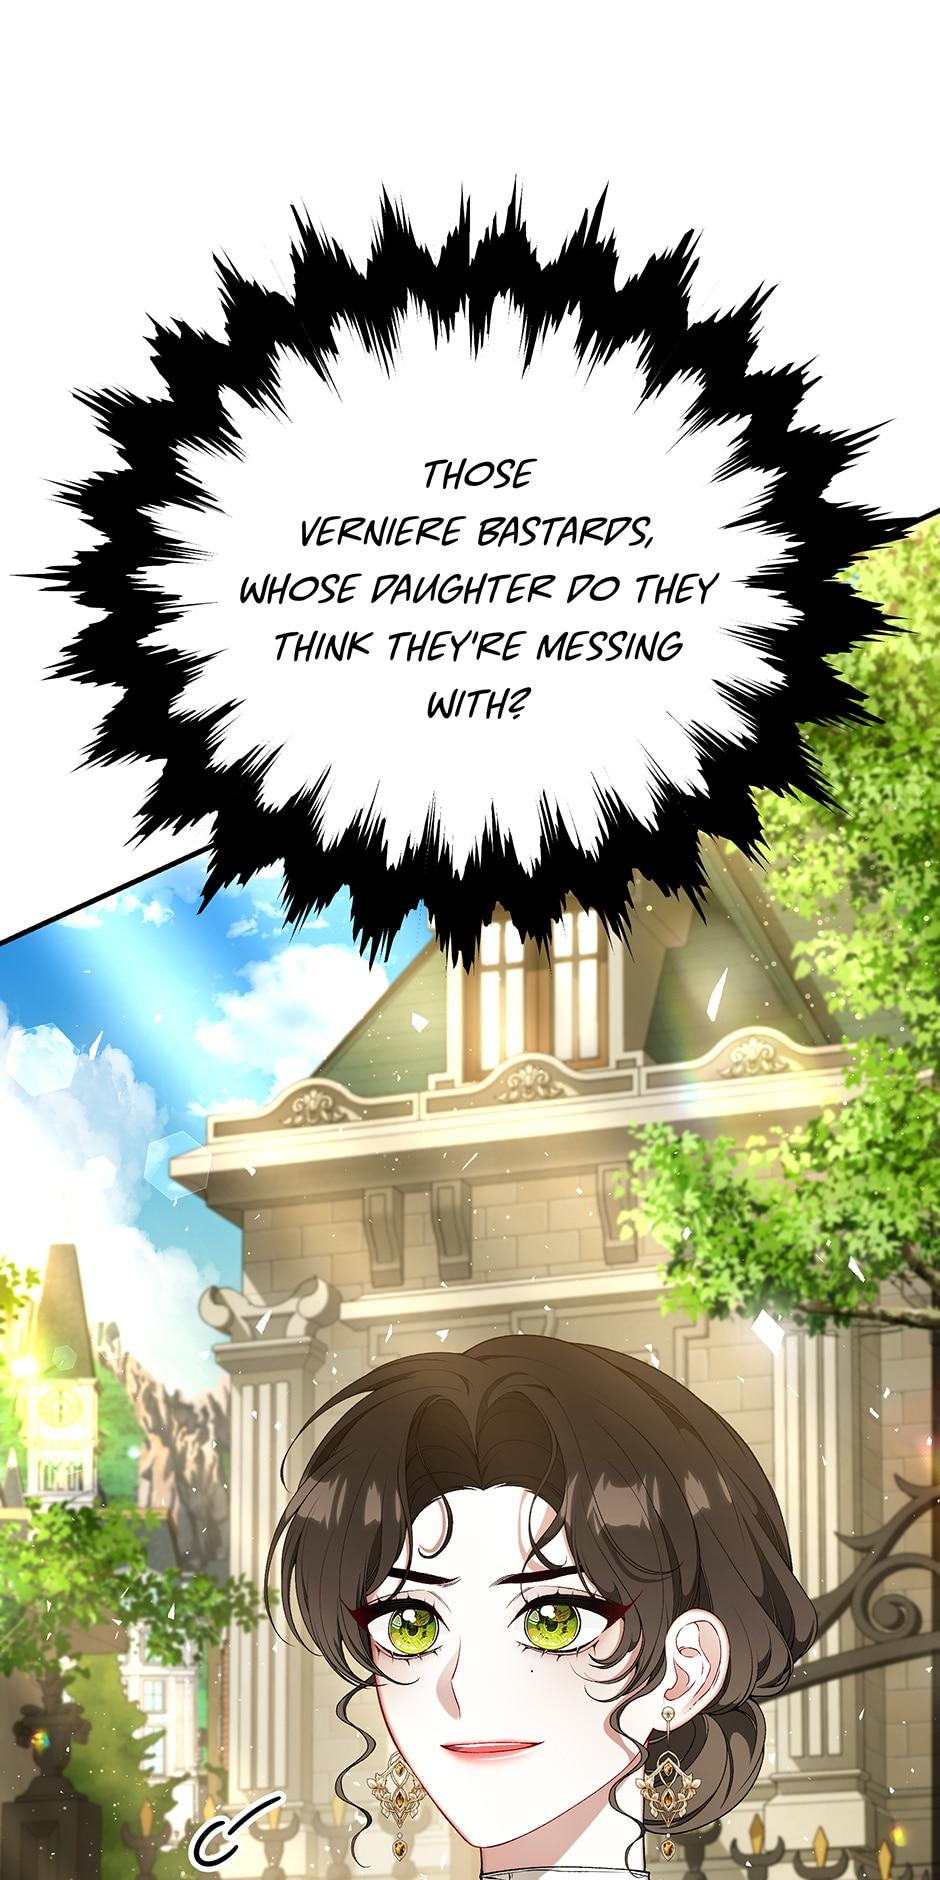 THOSE
VERNIERE BASTARDS,
WHOSE DAUGHTER DO THEY
THINK THEY'RE MESSING
WITH?